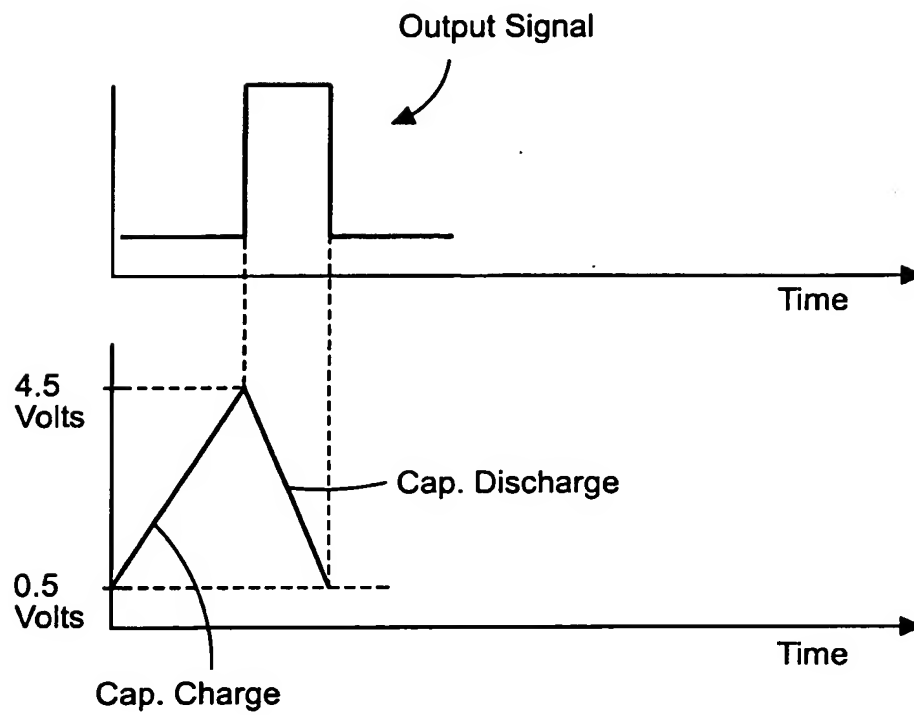 Output Signal
Time
4.5
Volts
Cap. Discharge
0.5
Volts
Time
Cap. Charge